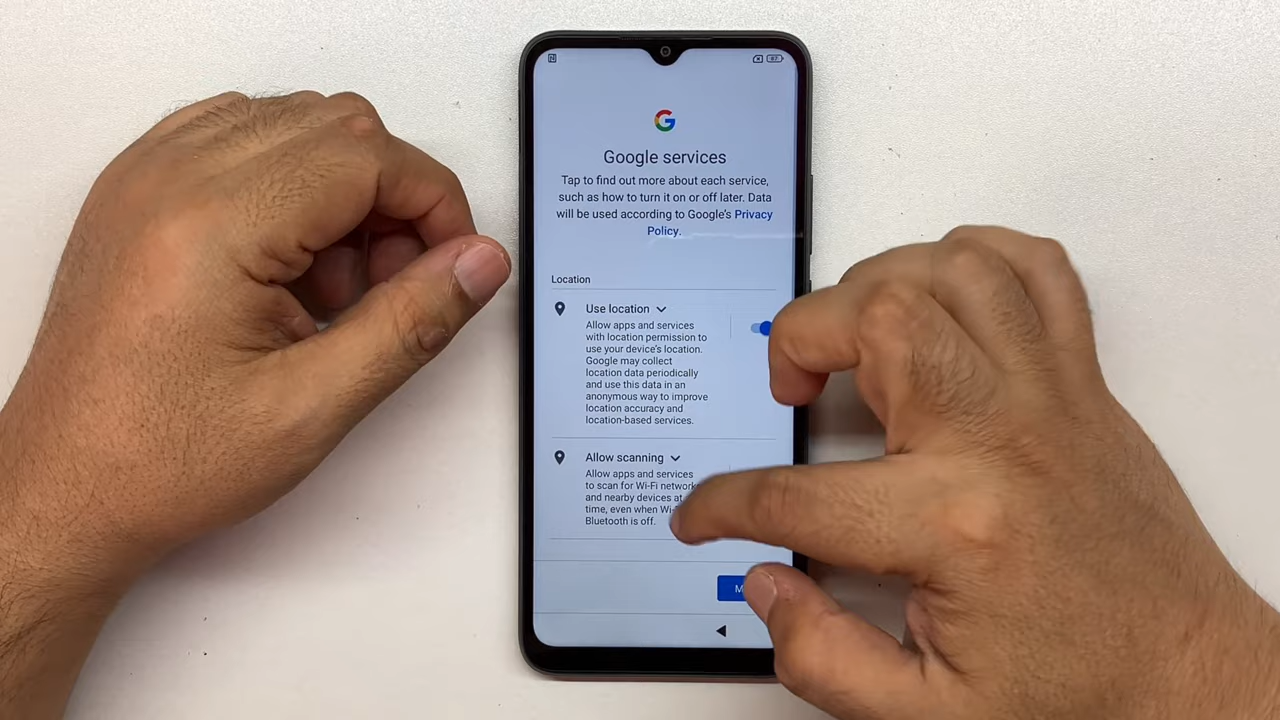 Google services
Tap to find out more about each service,
such as how to turn it on or off later. Data
will be used according to Google's Privacy
Policy.
Location
Use location
Allow apps and services
with location permission to
use your device's location.
Google may collect
location data periodically
and use this data in an
anonymous way to improve
location accuracy and
location-based services.
Allow scanning
Allow apps and services
to scan for Wi-Fi network
and nearby devices at
time, even when
Bluetooth is off.